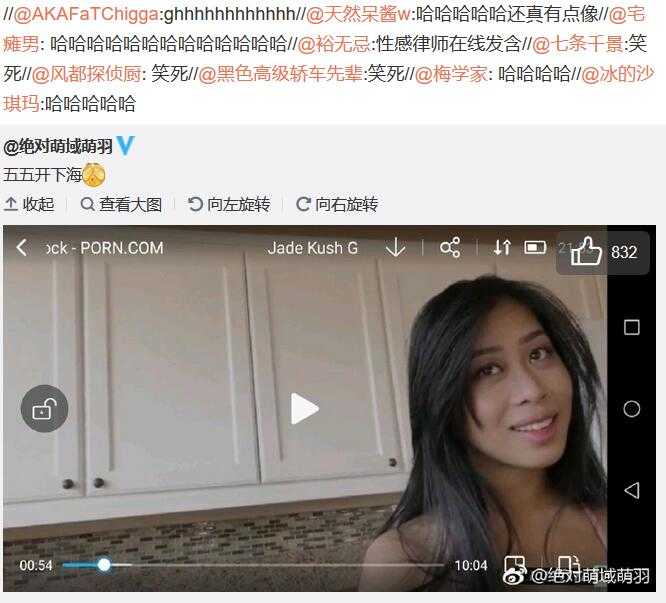 //@AKAFaTChigga:ghhhhhhhhhhhh//@天然呆酱w:哈哈哈哈哈还真有点像//@宅
瘫男: 哈哈哈哈哈哈哈哈哈哈哈哈哈//@裕无忌:性感律师在线发含//@七条千景:笑
死//@风都探侦厨: 笑死//@黑色高级轿车先辈:笑死//@梅学家: 哈哈哈哈//@冰的沙
琪玛:哈哈哈哈哈
@绝对萌域萌羽
五五开下海
收起 查看大图 向左旋转 向右旋转
ock - PORN.COM Jade Kush G
832
00:54 10:04
@绝对萌域萌羽